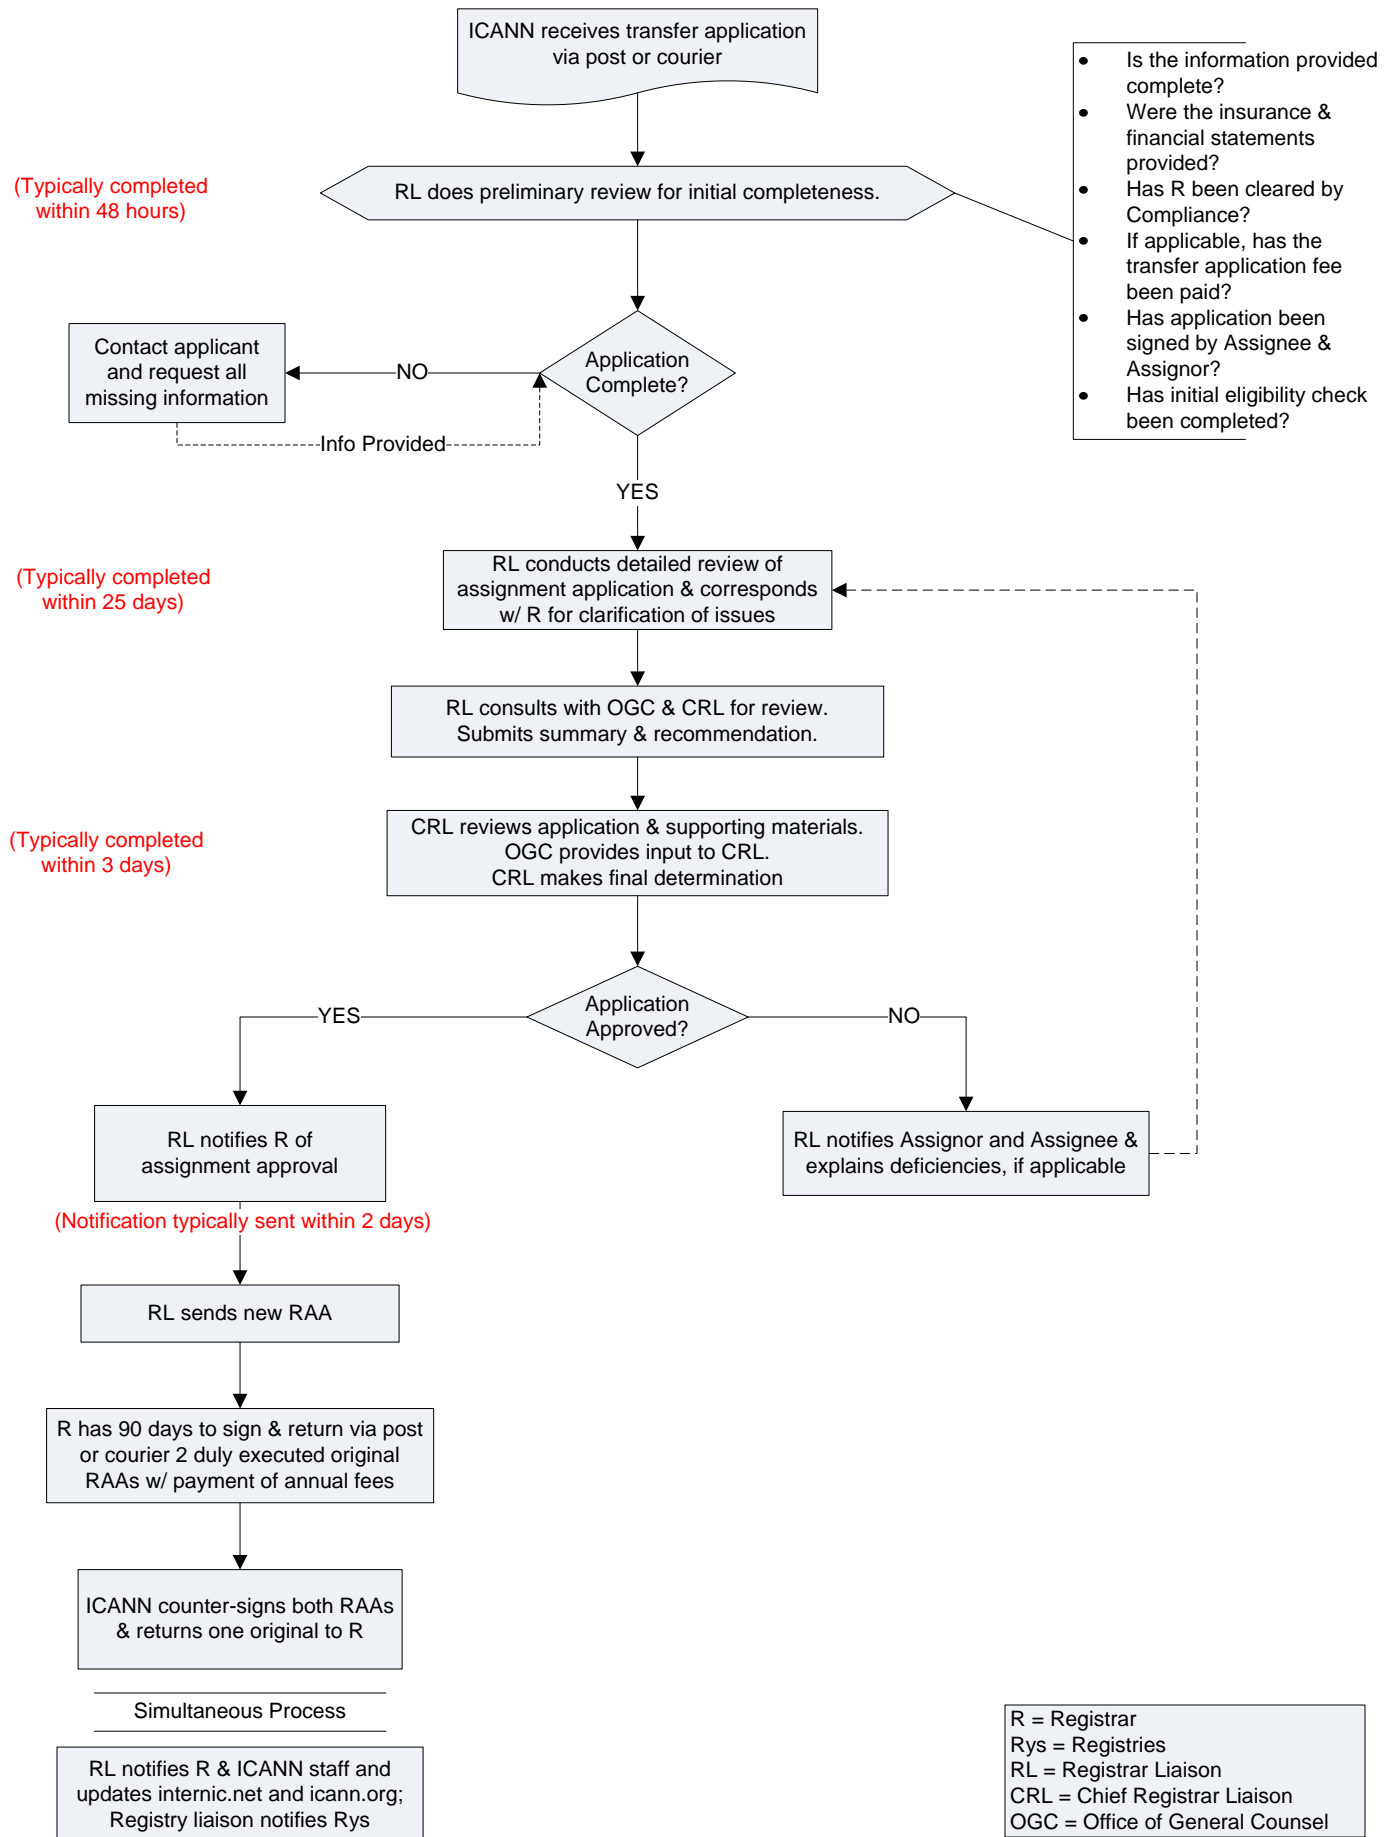 ICANN receives transfer application
via post or courier
• Is the information provided
complete?
• Were the insurance &
financial statements
provided?
• Has R been cleared by
Compliance?
• If applicable, has the
transfer application fee
been paid?
• Has application been
signed by Assignee &
Assignor?
• Has initial eligibility check
been completed?
(Typically completed
within 48 hours)
RL does preliminary review for initial completeness.
Application
Complete?
NO
Contact applicant
and request all
missing information
Info Provided
YES
(Typically completed
within 25 days)
RL conducts detailed review of
assignment application & corresponds
w/ R for clarification of issues
RL consults with OGC & CRL for review.
Submits summary & recommendation.
(Typically completed
within 3 days)
CRL reviews application & supporting materials.
OGC provides input to CRL.
CRL makes final determination
Application
Approved?
YES
NO
RL notifies R of
assignment approval
RL notifies Assignor and Assignee &
explains deficiencies, if applicable
(Notification typically sent within 2 days)
RL sends new RAA
R has 90 days to sign & return via post
or courier 2 duly executed original
RAAs w/ payment of annual fees
ICANN counter-signs both RAAs
& returns one original to R
Simultaneous Process
RL notifies R & ICANN staff and
updates internic.net and icann.org;
Registry liaison notifies Rys
R = Registrar
Rys = Registries
RL = Registrar Liaison
CRL = Chief Registrar Liaison
OGC = Office of General Counsel